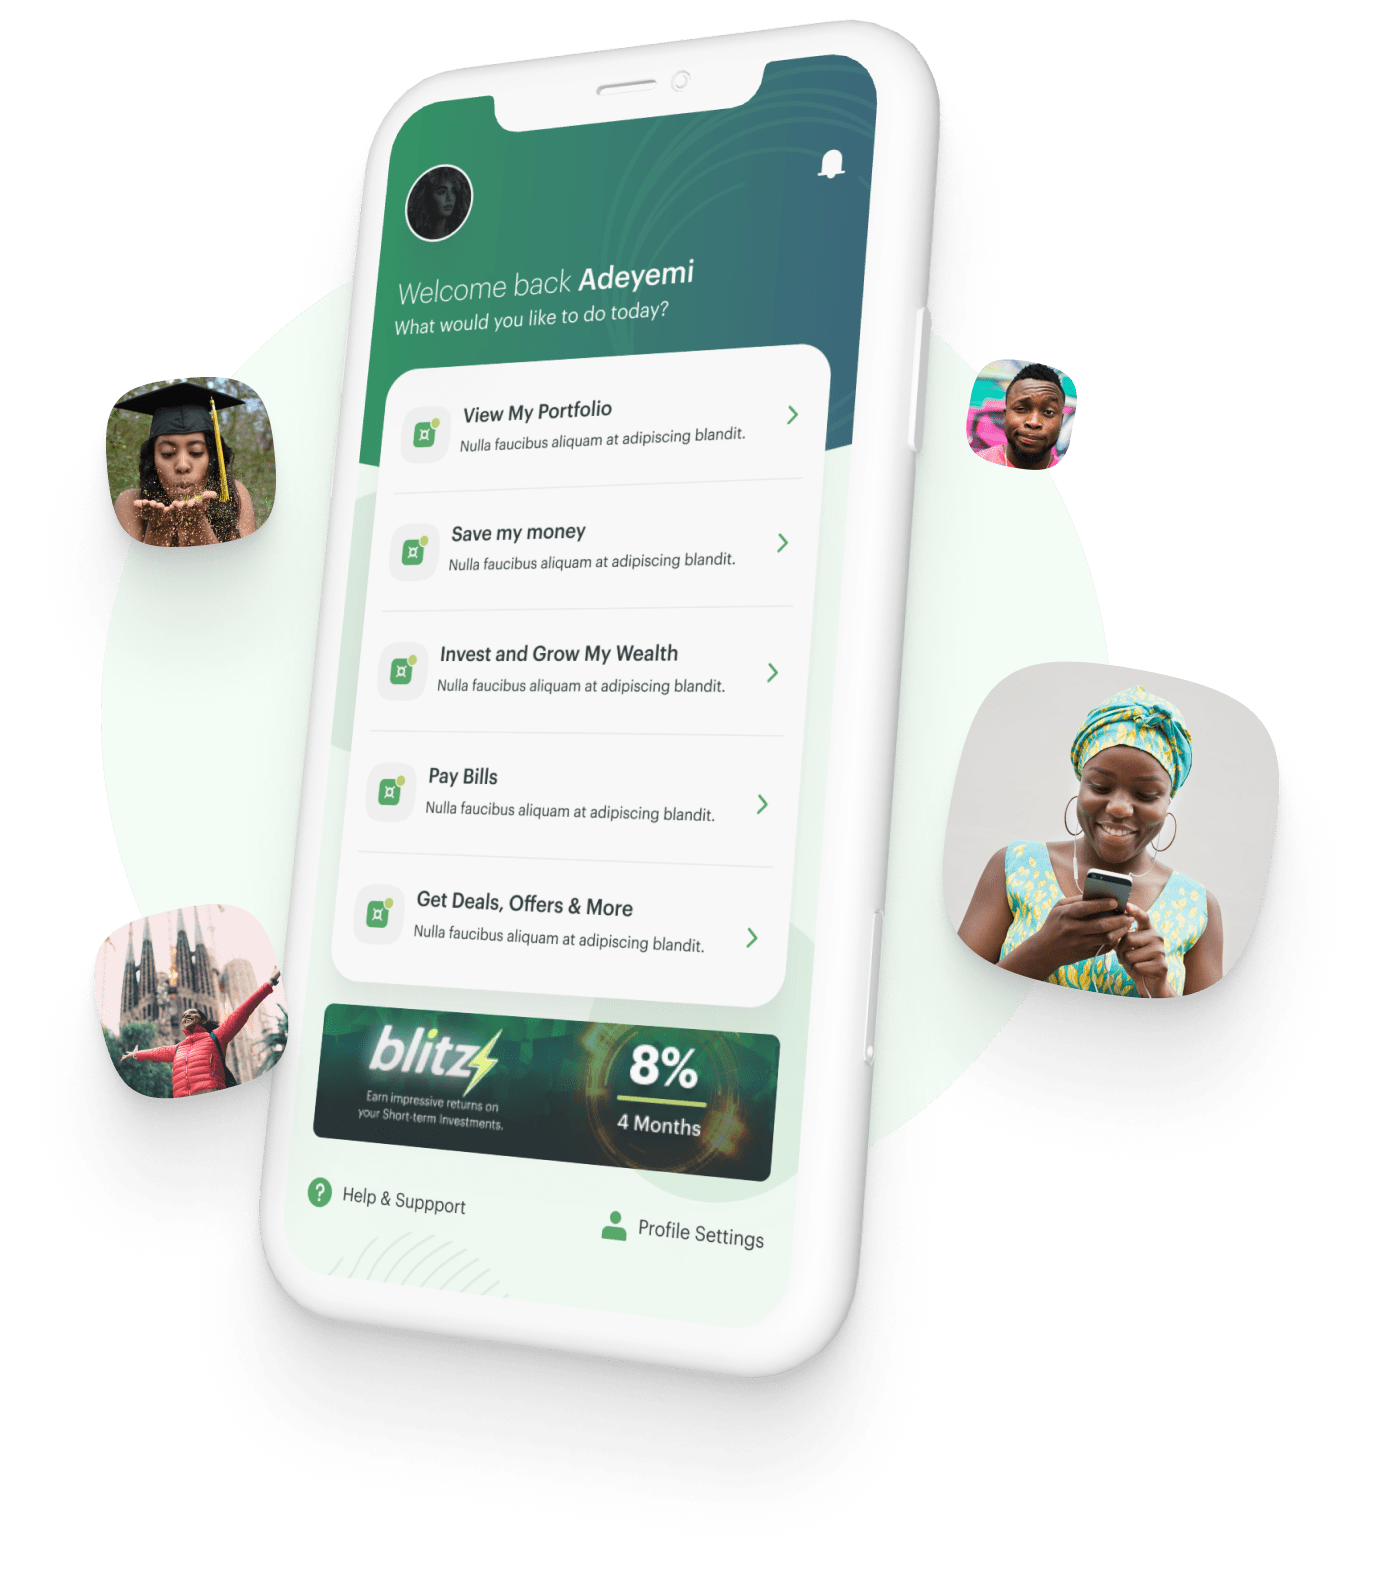 Welcome back Adeyemi
What would you like to do today?
View My Portfolio
Nulla faucibus aliquam at adipiscing blandit.
Save my money
Nulla faucibus aliquam at adipiscing blandit.
Invest and Grow My Wealth
Nulla faucibus aliquam at adipiscing blandit.
Pay Bills
Nulla faucibus aliquam at adipiscing blandit.
Get Deals, Offers & More
Nulla faucibus aliquam at adipiscing blandit.
blitz
Earn impressive returns on
your Short-term Investments.
8%
4 Months
Help & Suppport
Profile Settings